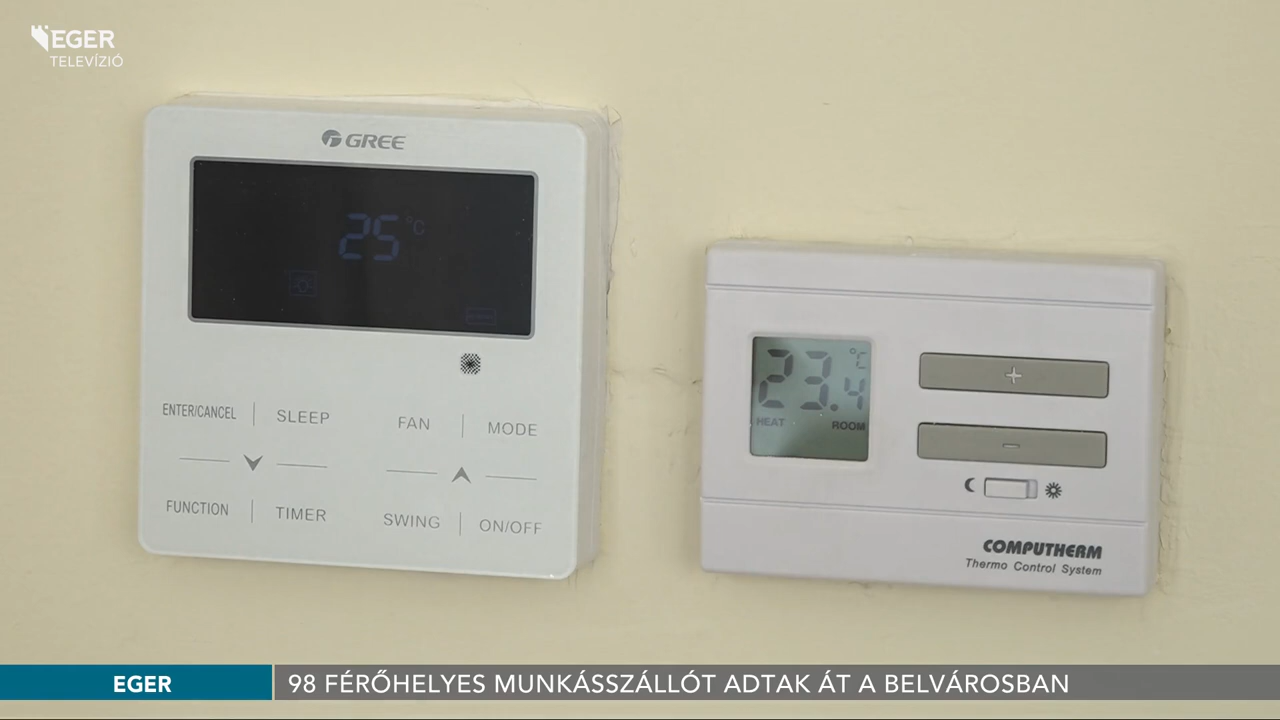 EGER
TELEVÍZIÓ
GREE
25 °C
ENTER/CANCEL
SLEEP
FAN
MODE
FUNCTION
TIMER
SWING
ON/OFF
23.4 °C
HEAT
ROOM
+
−
COMPUTHERM
Thermo Control System
EGER
98 FÉRŐHELYES MUNKÁSSZÁLLÓT ADTAK ÁT A BELVÁROSBAN